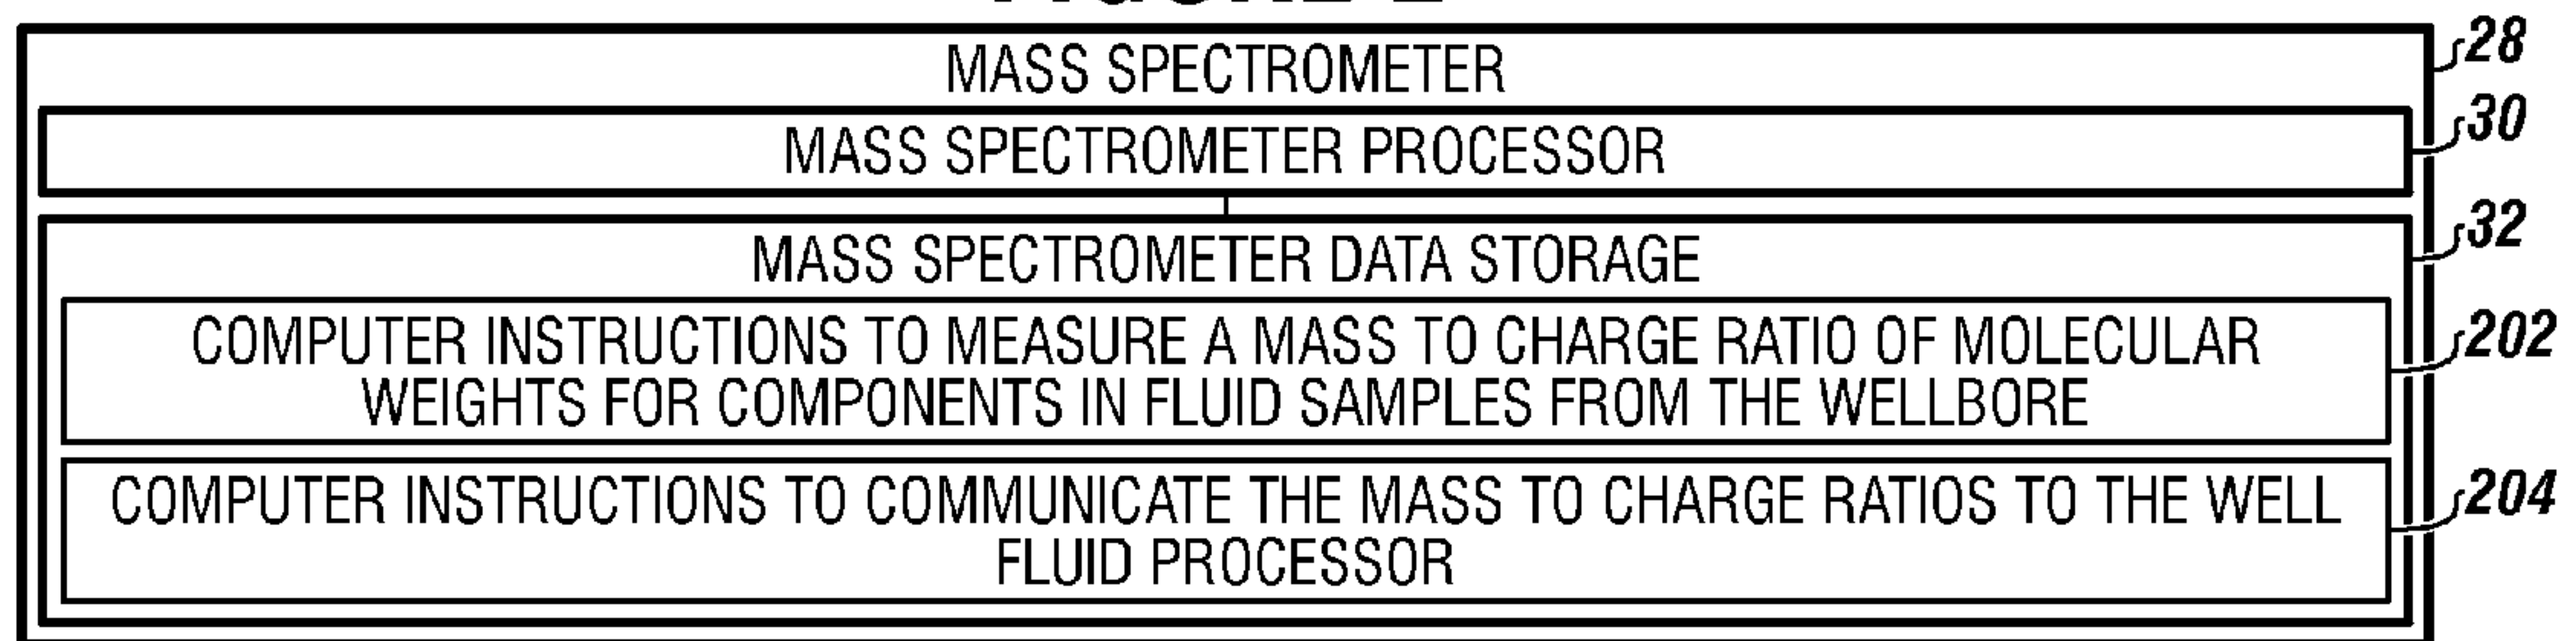 MASS SPECTROMETER
28
MASS SPECTROMETER PROCESSOR
30
MASS SPECTROMETER DATA STORAGE
32
COMPUTER INSTRUCTIONS TO MEASURE A MASS TO CHARGE RATIO OF MOLECULAR
WEIGHTS FOR COMPONENTS IN FLUID SAMPLES FROM THE WELLBORE
202
COMPUTER INSTRUCTIONS TO COMMUNICATE THE MASS TO CHARGE RATIOS TO THE WELL
FLUID PROCESSOR
204